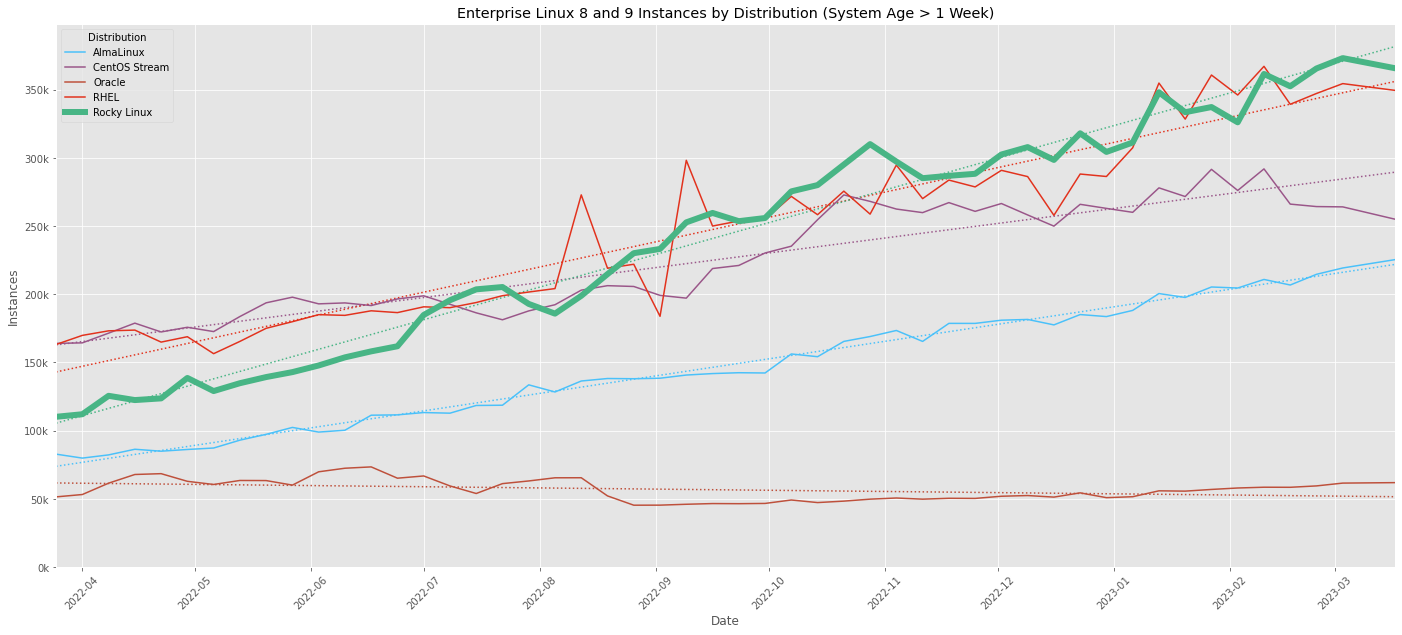 Enterprise Linux 8 and 9 Instances by Distribution (System Age > 1 Week)
Distribution
AlmaLinux
CentOS Stream
Oracle
RHEL
Rocky Linux
350k
300k
250k
200k
150k
100k
50k
0k
Instances
2022-04
2022-05
2022-06
2022-07
2022-08
2022-09
2022-10
2022-11
2022-12
2023-01
2023-02
2023-03
Date